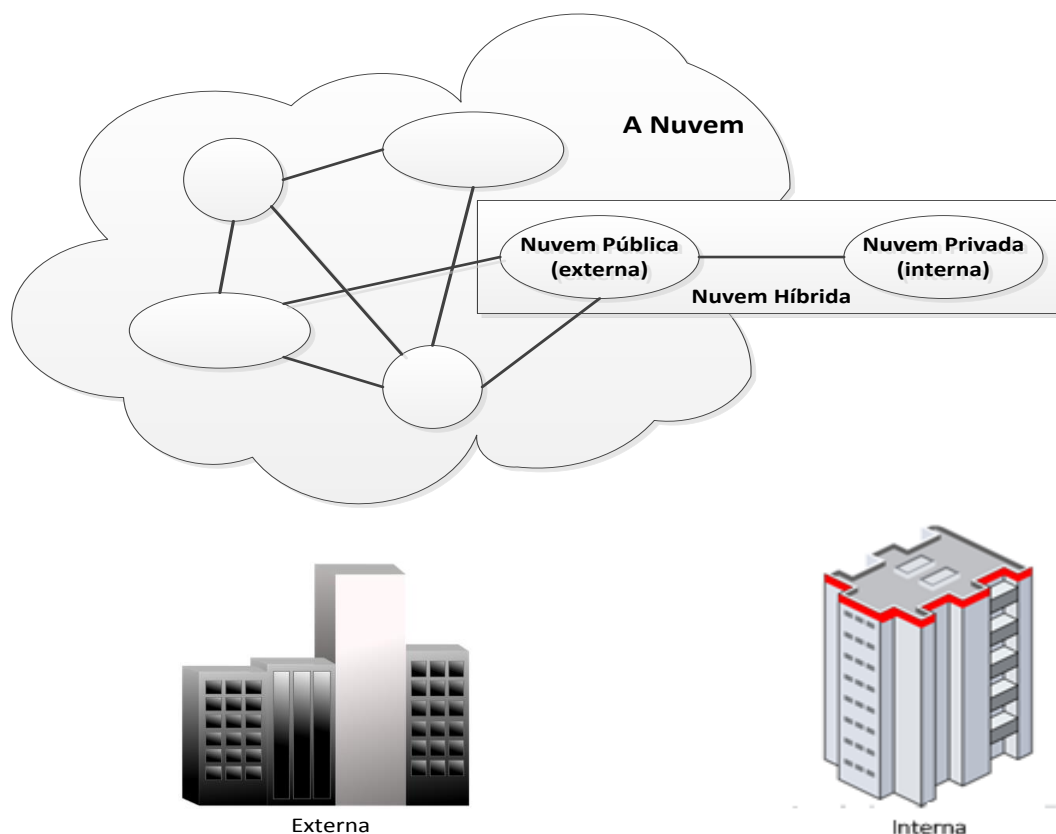 A Nuvem
Nuvem Pública
(externa)
Nuvem Privada
(interna)
Nuvem Híbrida
Externa
Interna